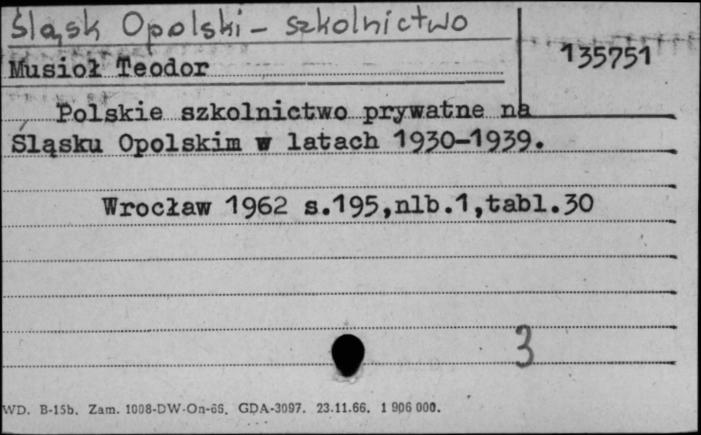 Śląsk Opolski - szkolnictwo
135751
Musioł Teodor
Polskie szkolnictwo prywatne na
Śląsku Opolskim w latach 1930-1939.
Wrocław 1962 s.195,nlb.1,tabl.30
3
WD. B-15b. Zam. 1008-DW-On-66. GDA-3097. 23.11.66. 1 906 000.